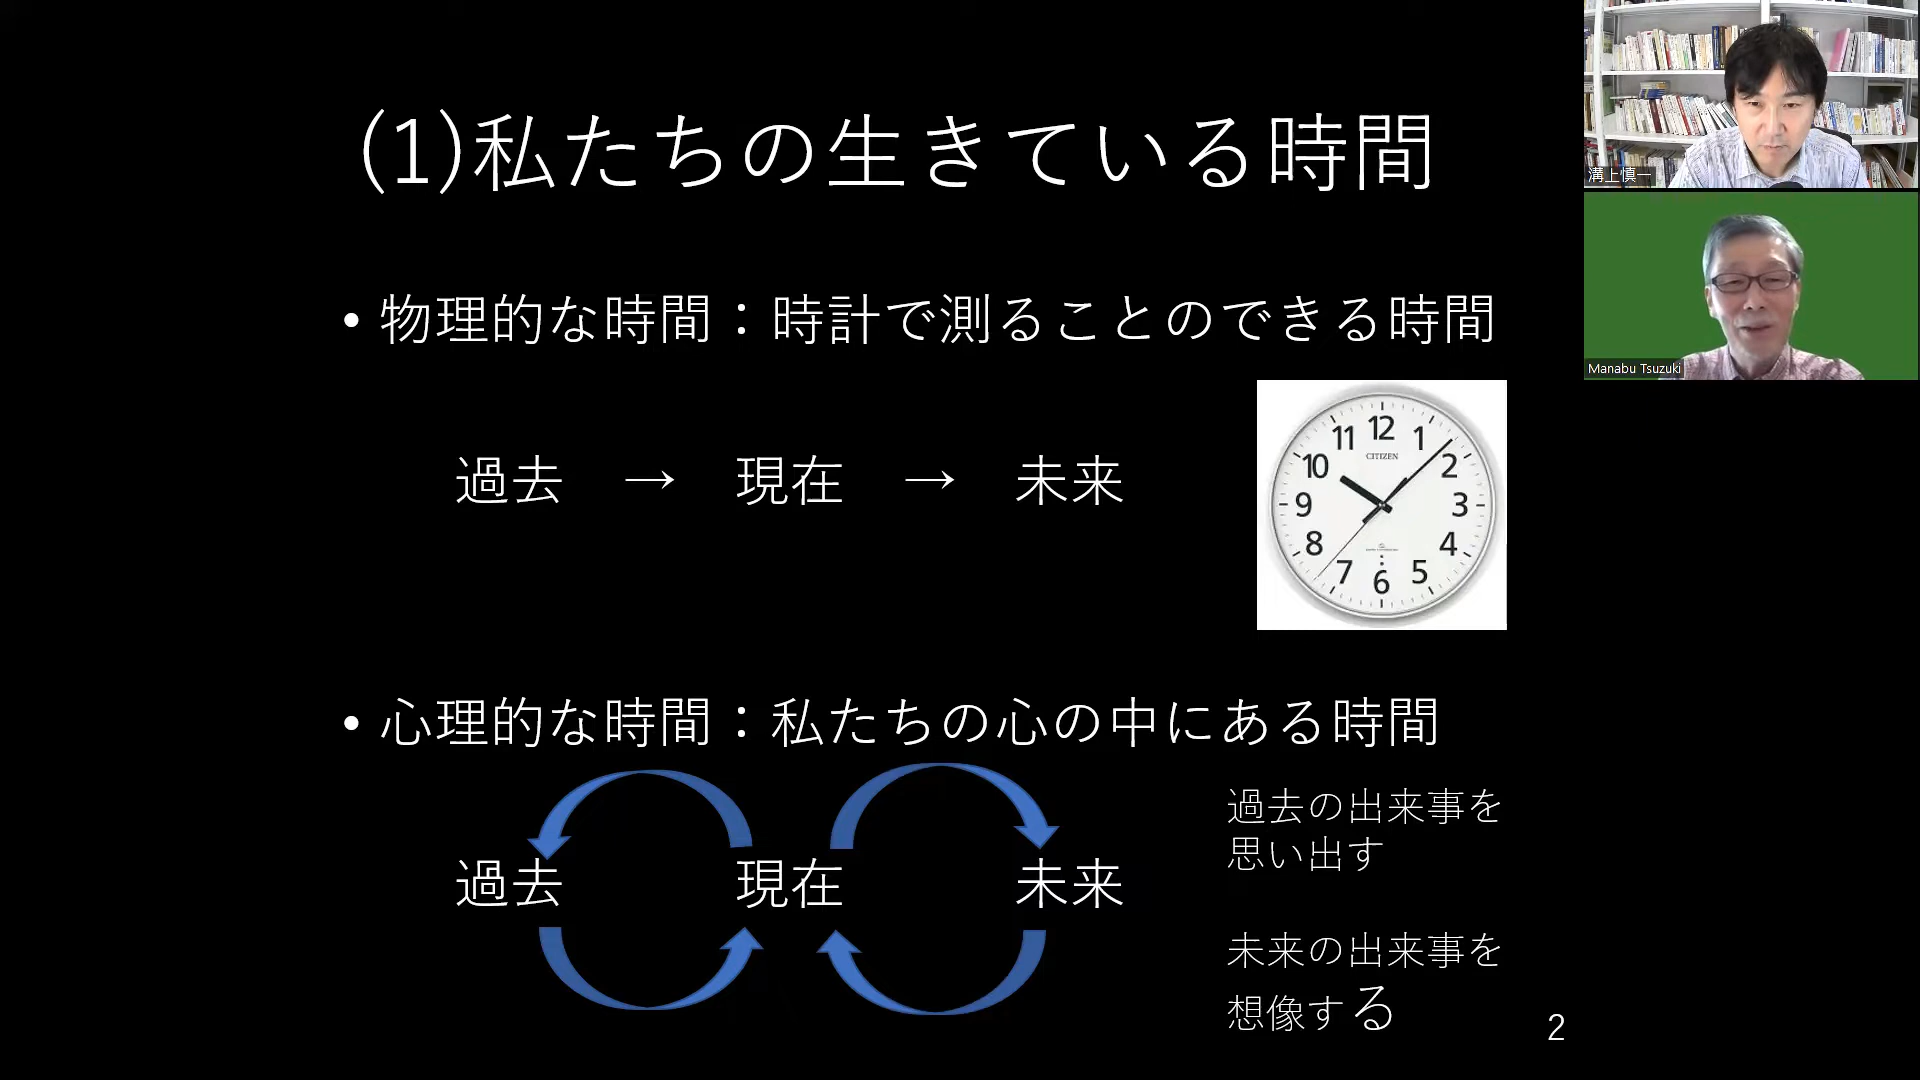 (1)私たちの生きている時間
• 物理的な時間：時計で測ることのできる時間
過去 → 現在 → 未来
12
1
2
3
4
5
6
7
8
9
10
11
CITIZEN
• 心理的な時間：私たちの心の中にある時間
過去 現在 未来
過去の出来事を
思い出す
未来の出来事を
想像する
2
溝上慎一
Manabu Tsuzuki